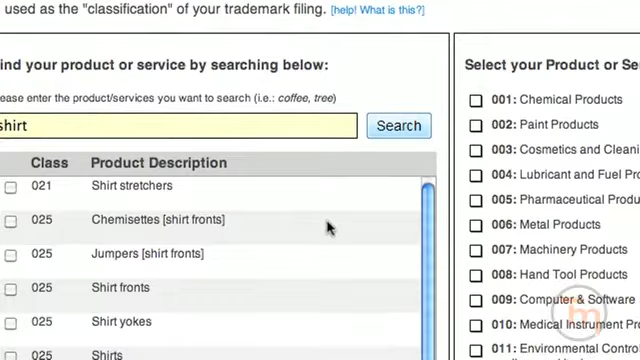 used as the "classification" of your trademark filing. [help! What is this?]
ind your product or service by searching below:
ease enter the product/services you want to search (i.e.: coffee, tree)
shirt
Search
Class Product Description
021 Shirt stretchers
025 Chemisettes [shirt fronts]
025 Jumpers [shirt fronts]
025 Shirt fronts
025 Shirt yokes
025 Shirts
Select your Product or Se
001: Chemical Products
002: Paint Products
003: Cosmetics and Cleani
004: Lubricant and Fuel Pr
005: Pharmaceutical Produ
006: Metal Products
007: Machinery Products
008: Hand Tool Products
009: Computer & Software
010: Medical Instrument Pr
011: Environmental Contro